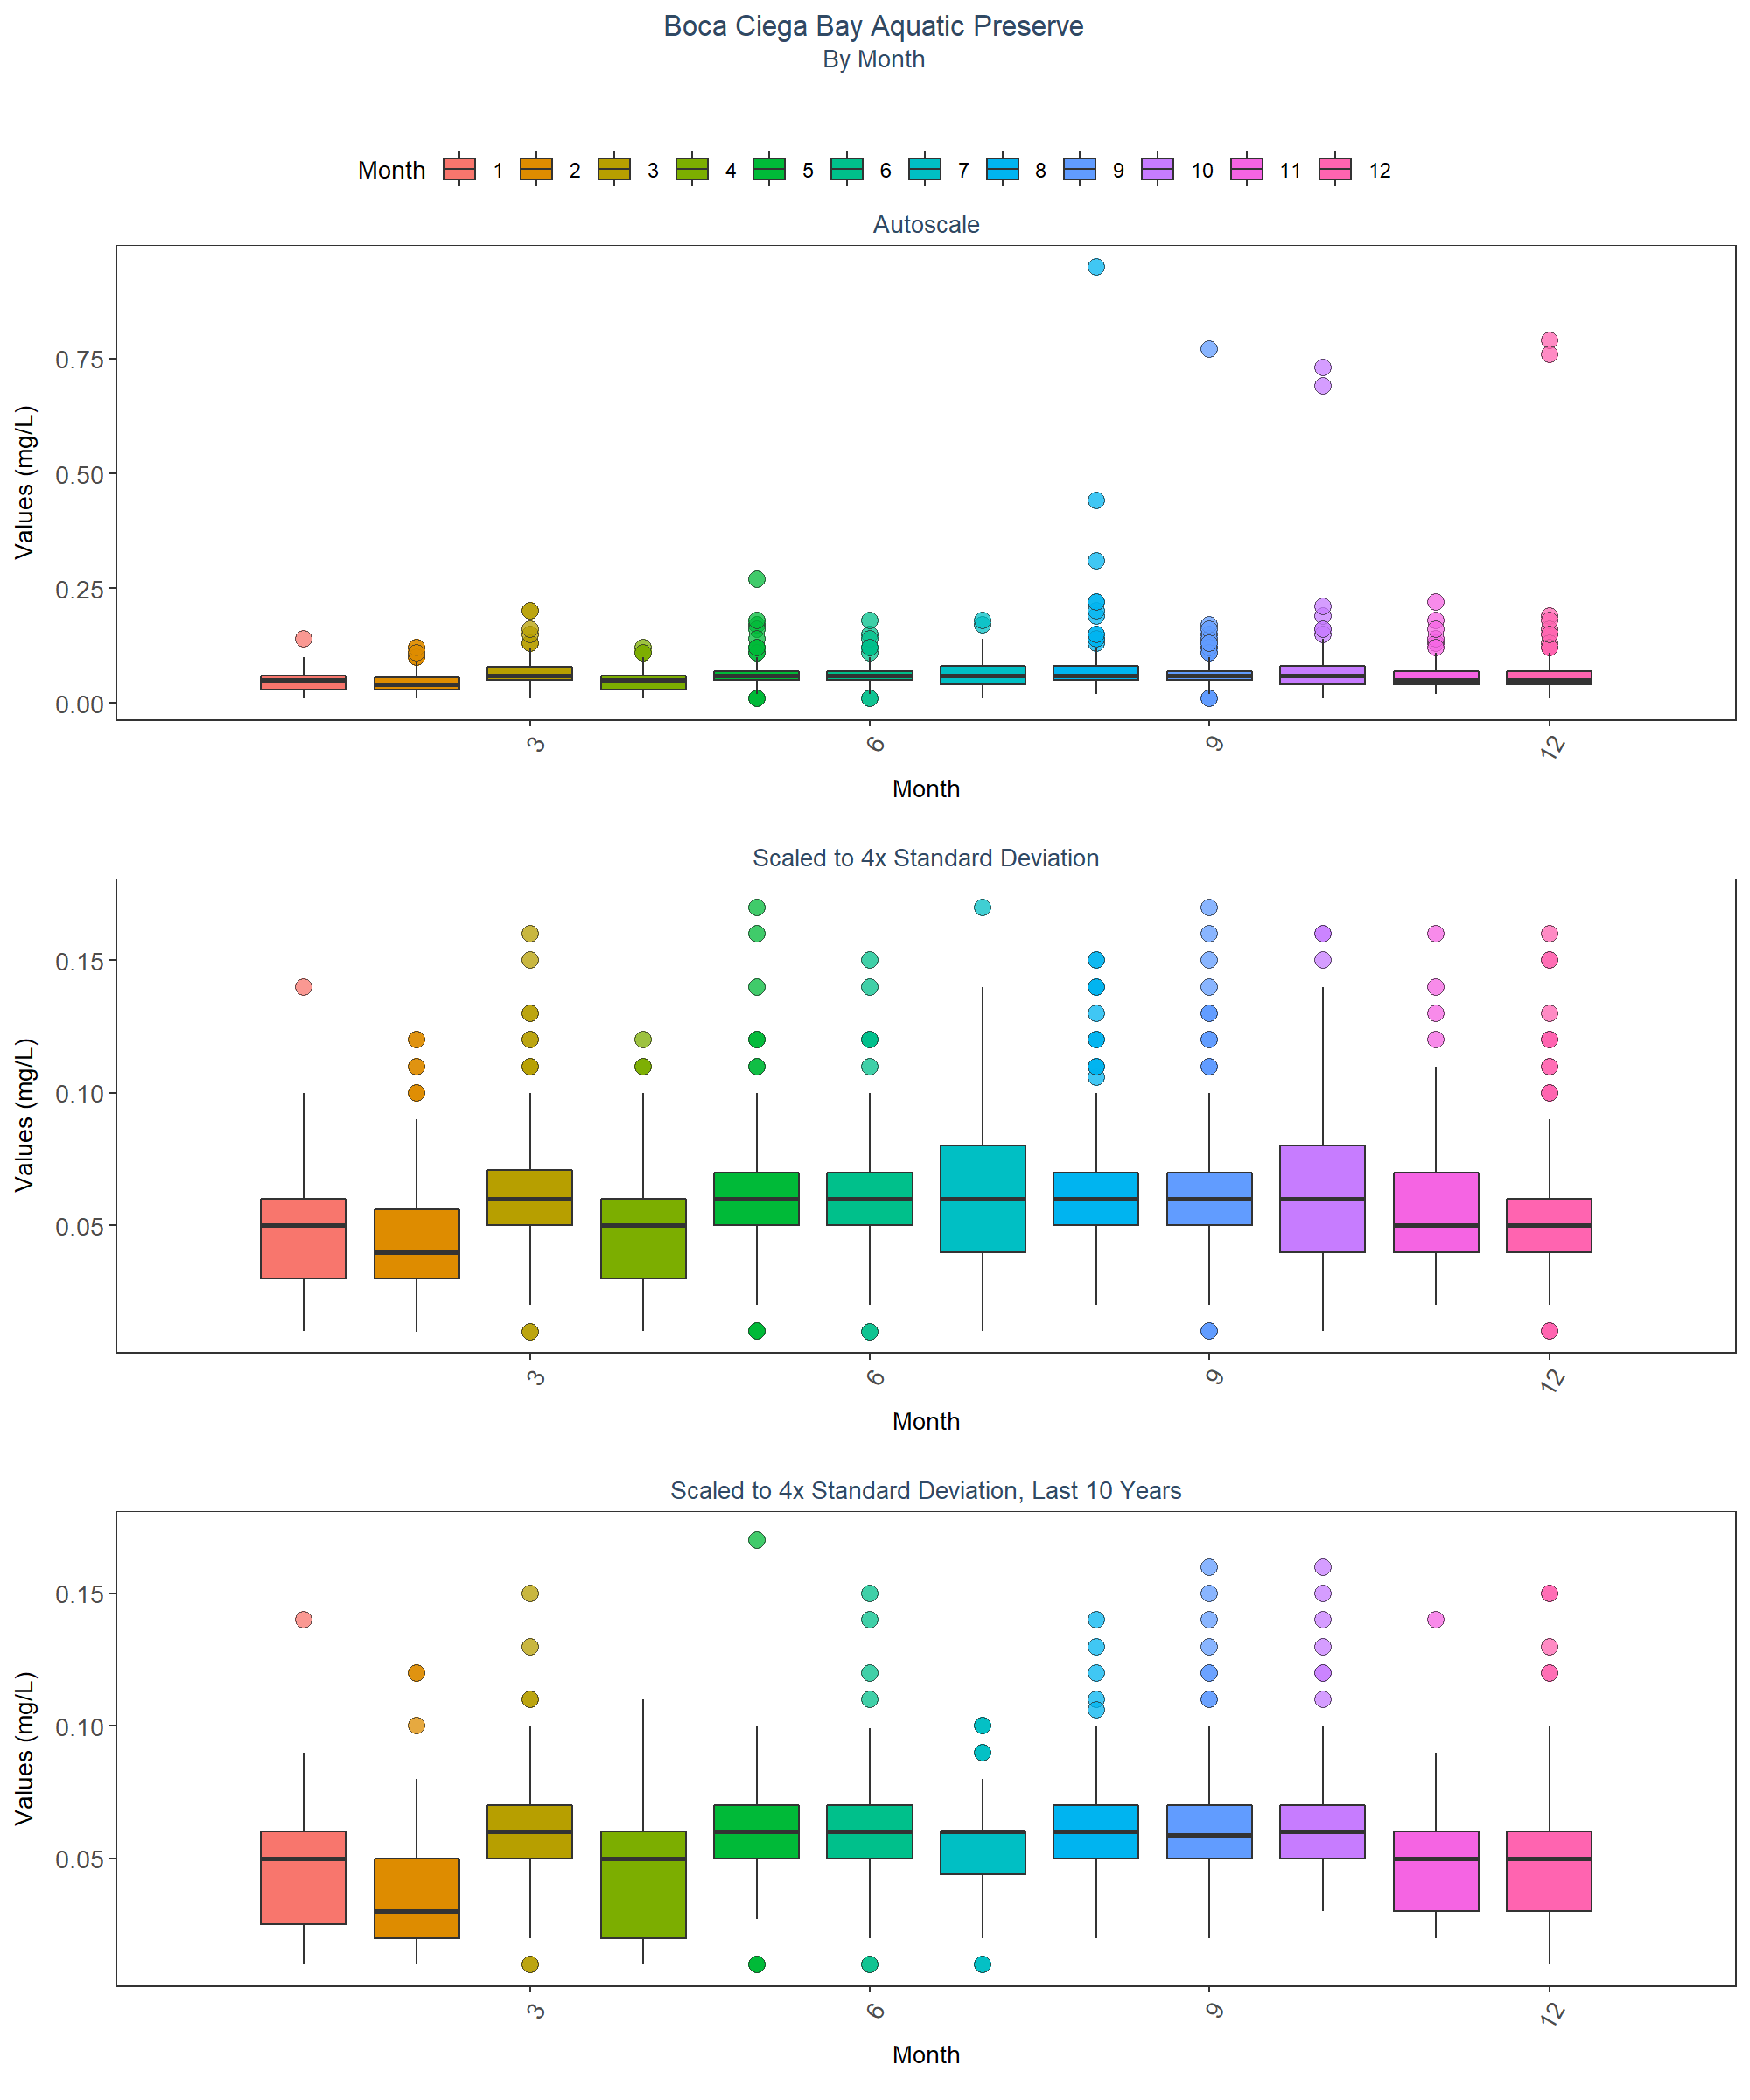 Boca Ciega Bay Aquatic Preserve
By Month
Month 1 2 3 4 5 6 7 8 9 10 11 12
Autoscale
Values (mg/L)
0.75
0.50
0.25
0.00
3 6 9 12
Month
Scaled to 4x Standard Deviation
Values (mg/L)
0.15
0.10
0.05
3 6 9 12
Month
Scaled to 4x Standard Deviation, Last 10 Years
Values (mg/L)
0.15
0.10
0.05
3 6 9 12
Month